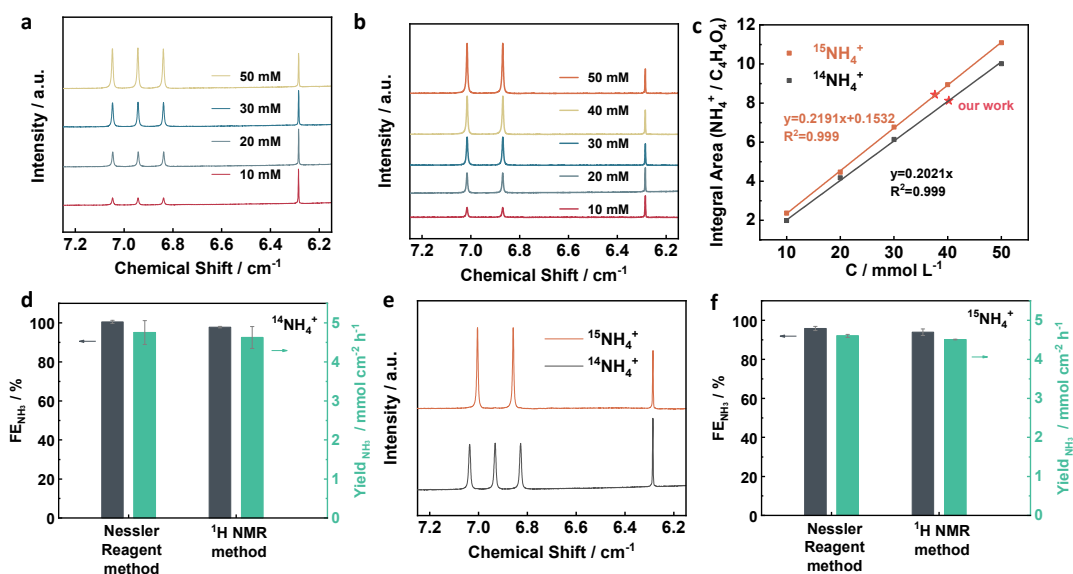 a
Intensity / a.u.
50 mM
30 mM
20 mM
10 mM
7.2 7.0 6.8 6.6 6.4 6.2
Chemical Shift / cm⁻¹
b
Intensity / a.u.
50 mM
40 mM
30 mM
20 mM
10 mM
7.2 7.0 6.8 6.6 6.4 6.2
Chemical Shift / cm⁻¹
c
Integral Area (NH₄⁺ / C₄H₄O₄)
12
10
8
6
4
2
¹⁵NH₄⁺
¹⁴NH₄⁺
our work
y=0.2191x+0.1532
R²=0.999
y=0.2021x
R²=0.999
10 20 30 40 50
C / mmol L⁻¹
d
FE_NH₃ / %
100
80
60
40
20
0
¹⁴NH₄⁺
5
4
3
2
1
0
Yield_NH₃ / mmol cm⁻² h⁻¹
Nessler
Reagent
method
¹H NMR
method
e
Intensity / a.u.
¹⁵NH₄⁺
¹⁴NH₄⁺
7.2 7.0 6.8 6.6 6.4 6.2
Chemical Shift / cm⁻¹
f
FE_NH₃ / %
100
80
60
40
20
0
¹⁵NH₄⁺
5
4
3
2
1
0
Yield_NH₃ / mmol cm⁻² h⁻¹
Nessler
Reagent
method
¹H NMR
method